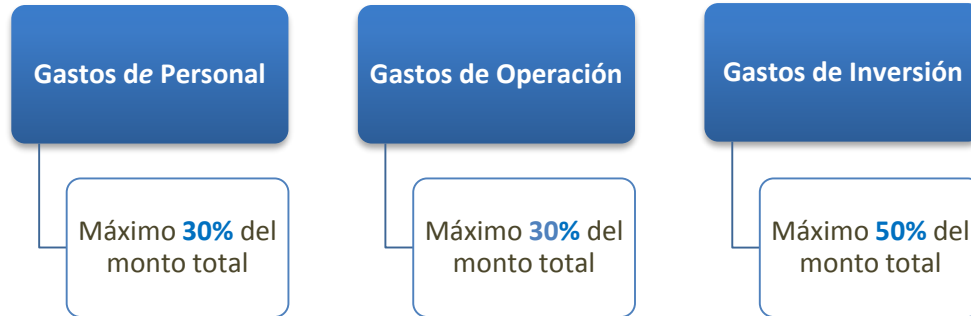 Gastos de Personal
Máximo 30% del
monto total
Gastos de Operación
Máximo 30% del
monto total
Gastos de Inversión
Máximo 50% del
monto total